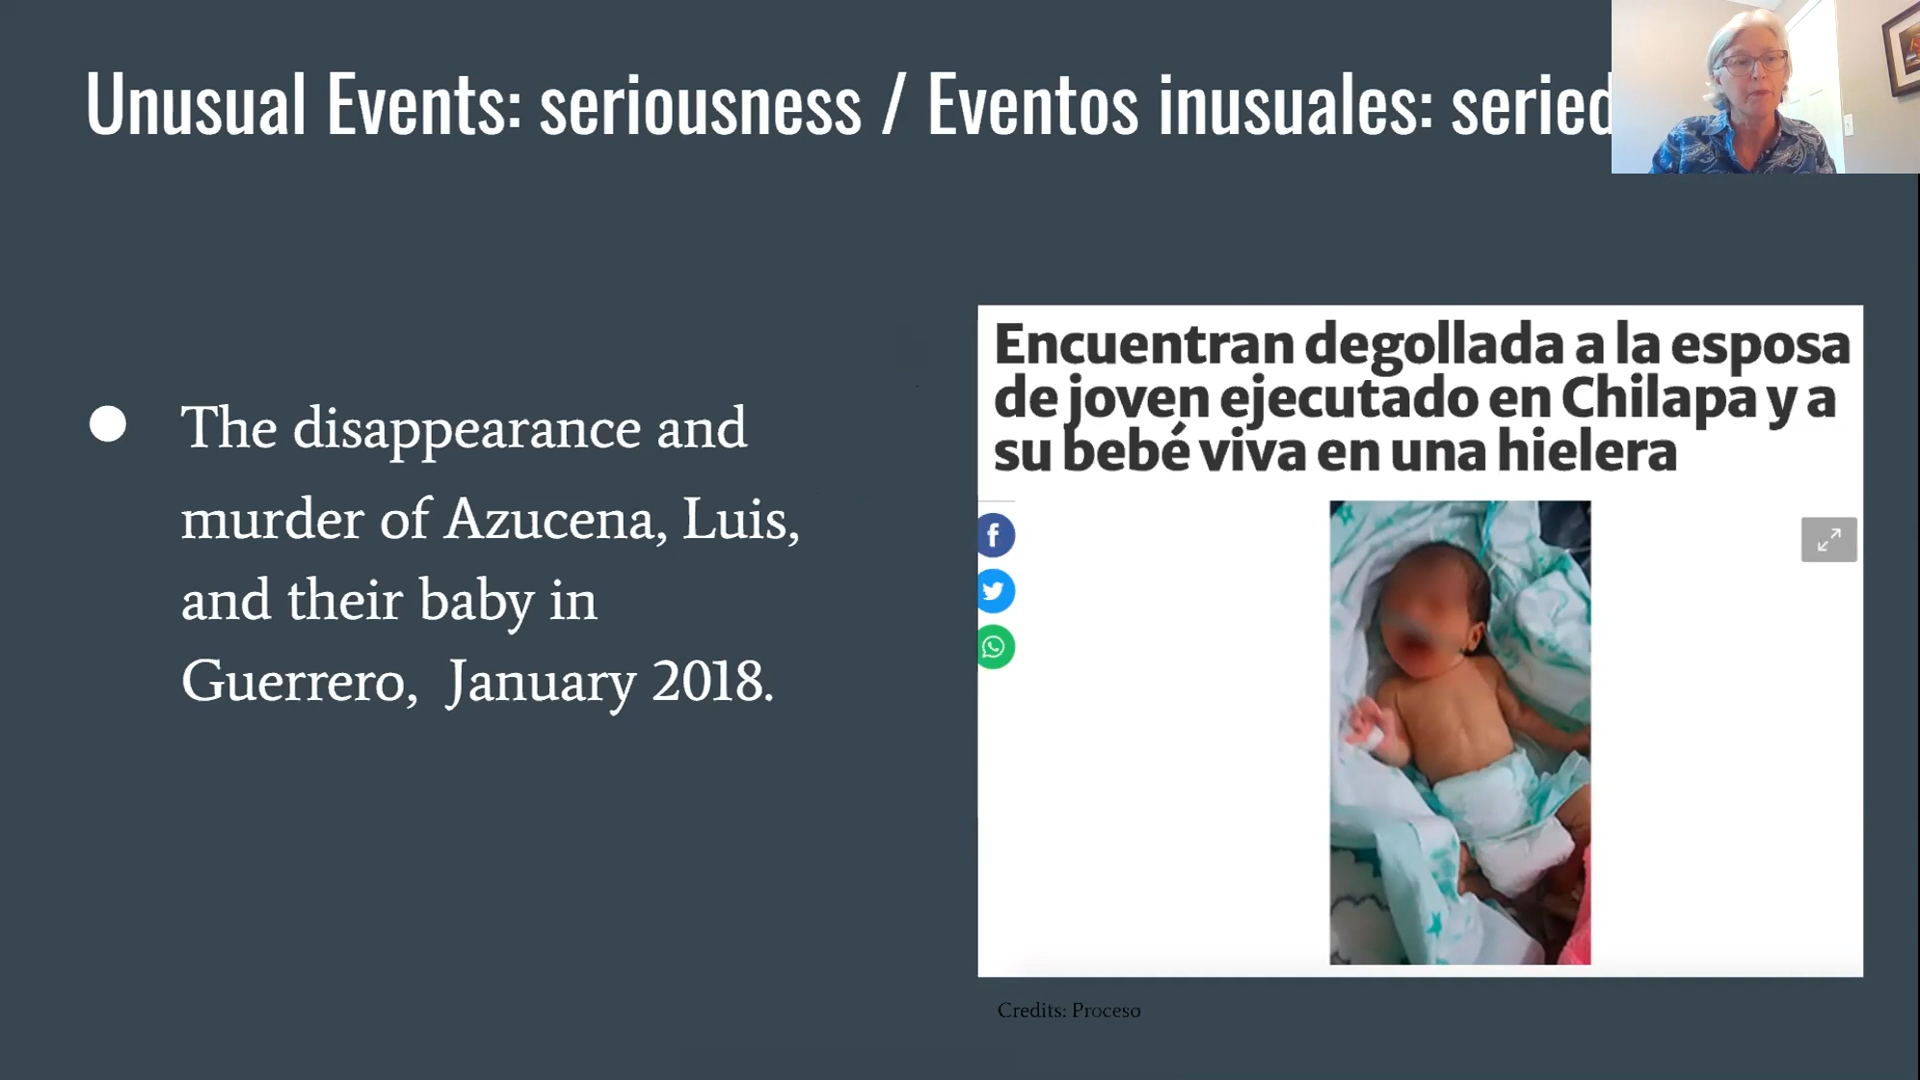 Unusual Events: seriousness / Eventos inusuales: seried
The disappearance and
murder of Azucena, Luis,
and their baby in
Guerrero, January 2018.
Encuentran degollada a la esposa
de joven ejecutado en Chilapa y a
su bebé viva en una hielera
f
Credits: Proceso